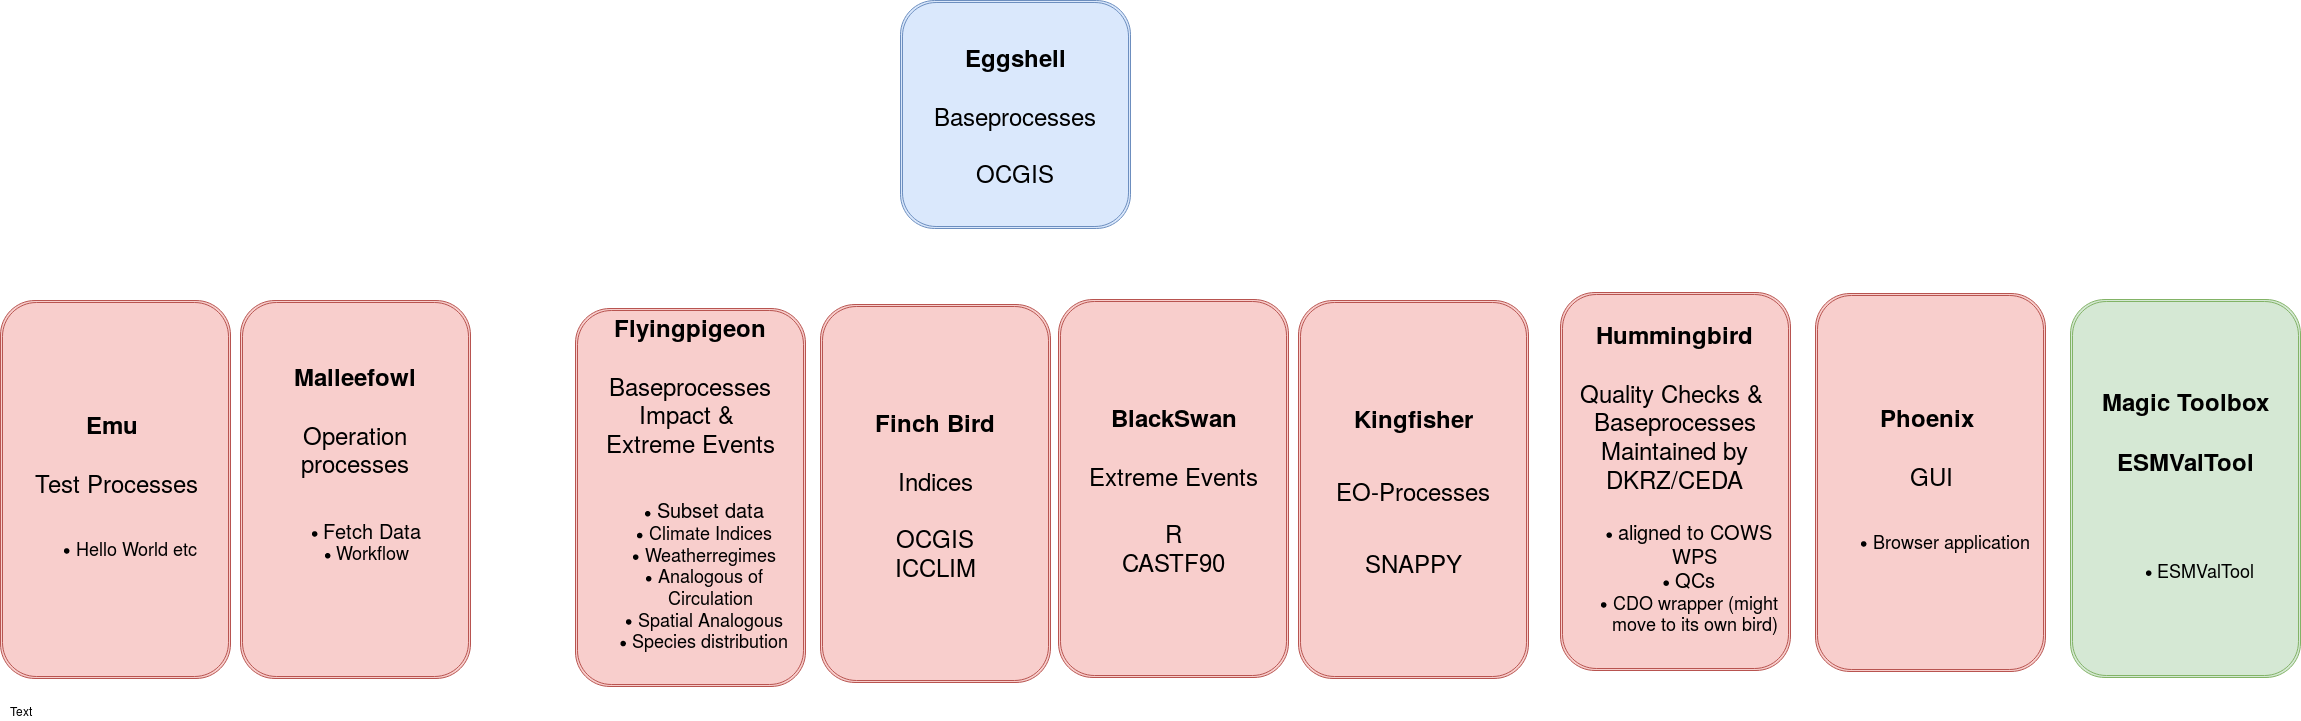 Eggshell
Baseprocesses
OCGIS
Emu
Test Processes
• Hello World etc
Malleefowl
Operation
processes
• Fetch Data
• Workflow
Flyingpigeon
Baseprocesses
Impact &
Extreme Events
• Subset data
• Climate Indices
• Weatherregimes
• Analogous of
Circulation
• Spatial Analogous
• Species distribution
Finch Bird
Indices
OCGIS
ICCLIM
BlackSwan
Extreme Events
R
CASTF90
Kingfisher
EO-Processes
SNAPPY
Hummingbird
Quality Checks &
Baseprocesses
Maintained by
DKRZ/CEDA
• aligned to COWS
WPS
• QCs
• CDO wrapper (might
move to its own bird)
Phoenix
GUI
• Browser application
Magic Toolbox
ESMValTool
• ESMValTool
Text